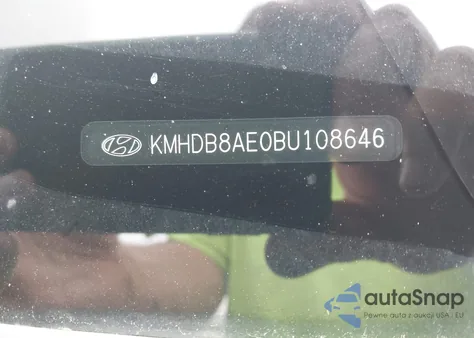 KMHDB8AE0BU108646
autaSnap
Pewne auta z aukcji USA i EU